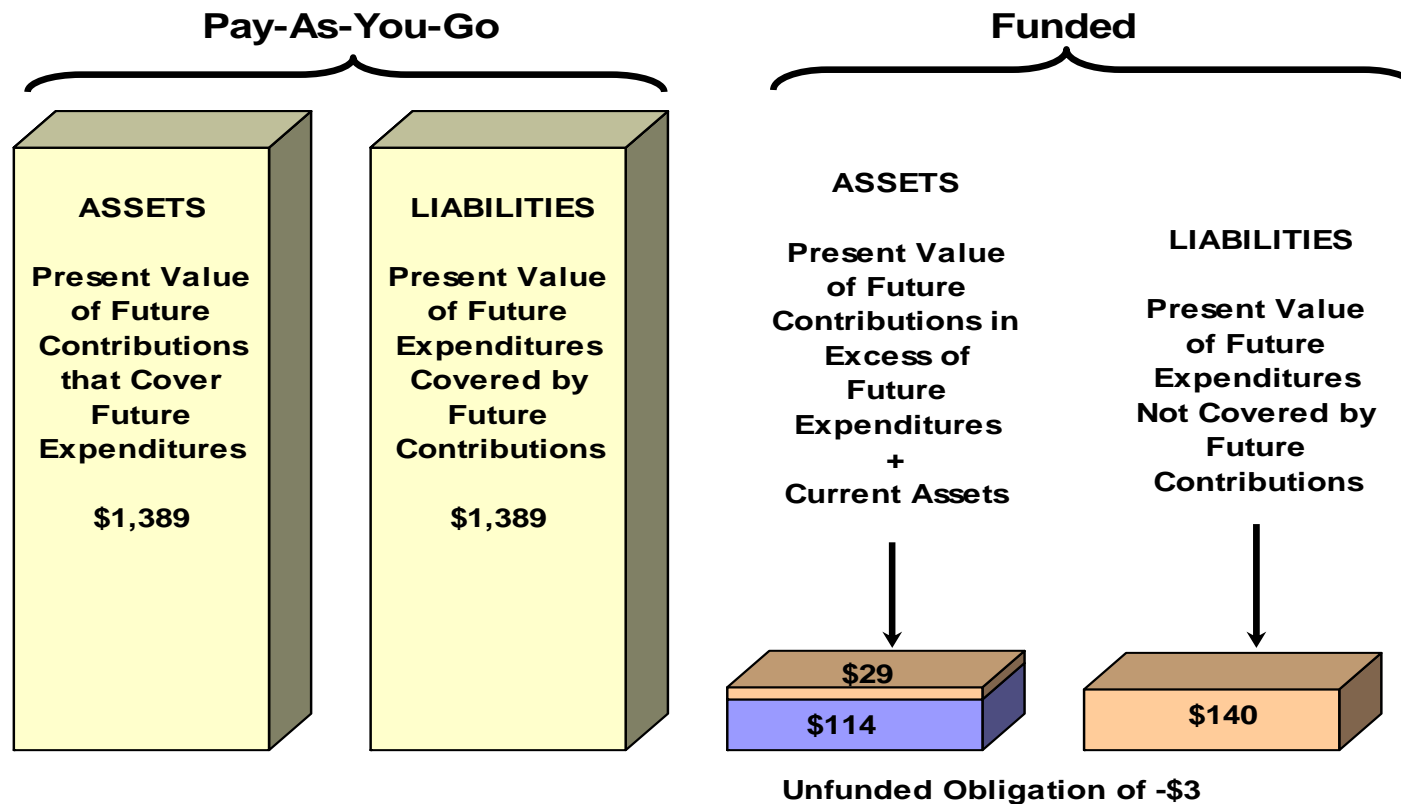 Pay-As-You-Go
Funded
ASSETS
Present Value
of Future
Contributions
that Cover
Future
Expenditures
$1,389
LIABILITIES
Present Value
of Future
Expenditures
Covered by
Future
Contributions
$1,389
ASSETS
Present Value
of Future
Contributions in
Excess of
Future
Expenditures
+
Current Assets
$29
$114
LIABILITIES
Present Value
of Future
Expenditures
Not Covered by
Future
Contributions
$140
Unfunded Obligation of -$3